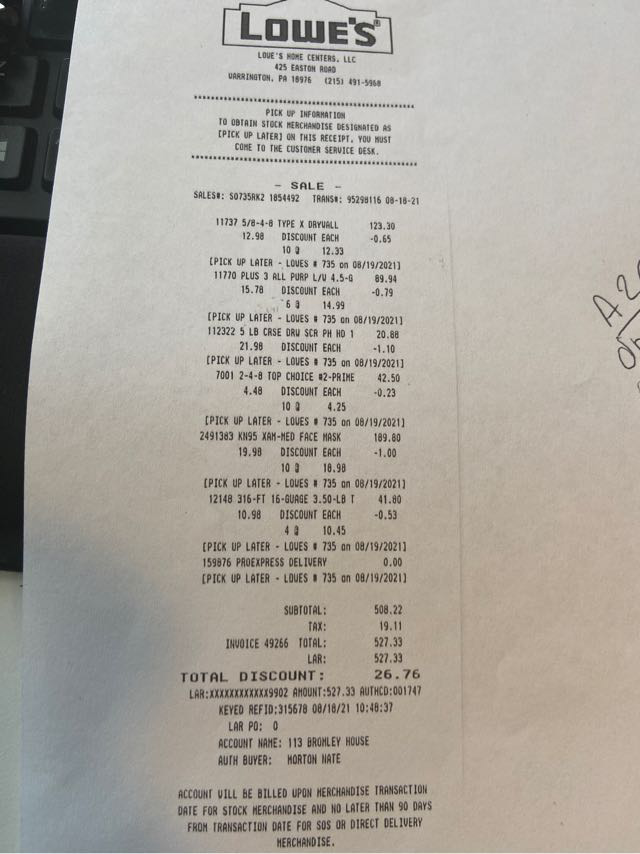 LOWE'S®
LOWE'S HOME CENTERS, LLC
425 EASTON ROAD
WARRINGTON, PA 18976 (215) 491-5968
PICK UP INFORMATION
TO OBTAIN STOCK MERCHANDISE DESIGNATED AS
[PICK UP LATER] ON THIS RECEIPT, YOU MUST
COME TO THE CUSTOMER SERVICE DESK.
- SALE -
SALES#: S0735RK2 1854492 TRANS#: 95298116 08-18-21
11737 5/8-4-8 TYPE X DRYWALL 123.30
12.98 DISCOUNT EACH -0.65
10 @ 12.33
[PICK UP LATER - LOWES # 735 on 08/19/2021]
11770 PLUS 3 ALL PURP L/W 4.5-G 89.94
15.78 DISCOUNT EACH -0.79
6 @ 14.99
[PICK UP LATER - LOWES # 735 on 08/19/2021]
112322 5 LB CRSE DRW SCR PH HD 1 20.88
21.98 DISCOUNT EACH -1.10
[PICK UP LATER - LOWES # 735 on 08/19/2021]
7001 2-4-8 TOP CHOICE #2-PRIME 42.50
4.48 DISCOUNT EACH -0.23
10 @ 4.25
[PICK UP LATER - LOWES # 735 on 08/19/2021]
2491383 KN95 XAM-MED FACE MASK 189.80
19.98 DISCOUNT EACH -1.00
10 @ 18.98
[PICK UP LATER - LOWES # 735 on 08/19/2021]
12148 316-FT 16-GUAGE 3.50-LB T 41.80
10.98 DISCOUNT EACH -0.53
4 @ 10.45
[PICK UP LATER - LOWES # 735 on 08/19/2021]
159876 PROEXPRESS DELIVERY 0.00
[PICK UP LATER - LOWES # 735 on 08/19/2021]
SUBTOTAL: 508.22
TAX: 19.11
INVOICE 49266 TOTAL: 527.33
LAR: 527.33
TOTAL DISCOUNT: 26.76
LAR:XXXXXXXXXXXX9902 AMOUNT:527.33 AUTHCD:001747
KEYED REFID:315678 08/18/21 10:48:37
LAR PO: 0
ACCOUNT NAME: 113 BROMLEY HOUSE
AUTH BUYER: MORTON NATE
ACCOUNT WILL BE BILLED UPON MERCHANDISE TRANSACTION
DATE FOR STOCK MERCHANDISE AND NO LATER THAN 90 DAYS
FROM TRANSACTION DATE FOR SOS OR DIRECT DELIVERY
MERCHANDISE.